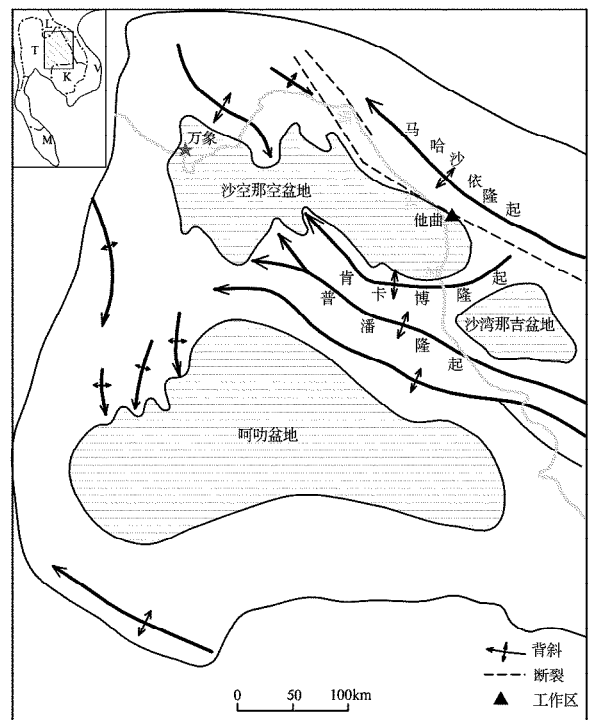 L
T
V
K
M
万象
马哈沙依隆起
沙空那空盆地
他曲
肯卡博隆起
普潘隆起
沙湾那吉盆地
呵叻盆地
背斜
断裂
工作区
0 50 100km